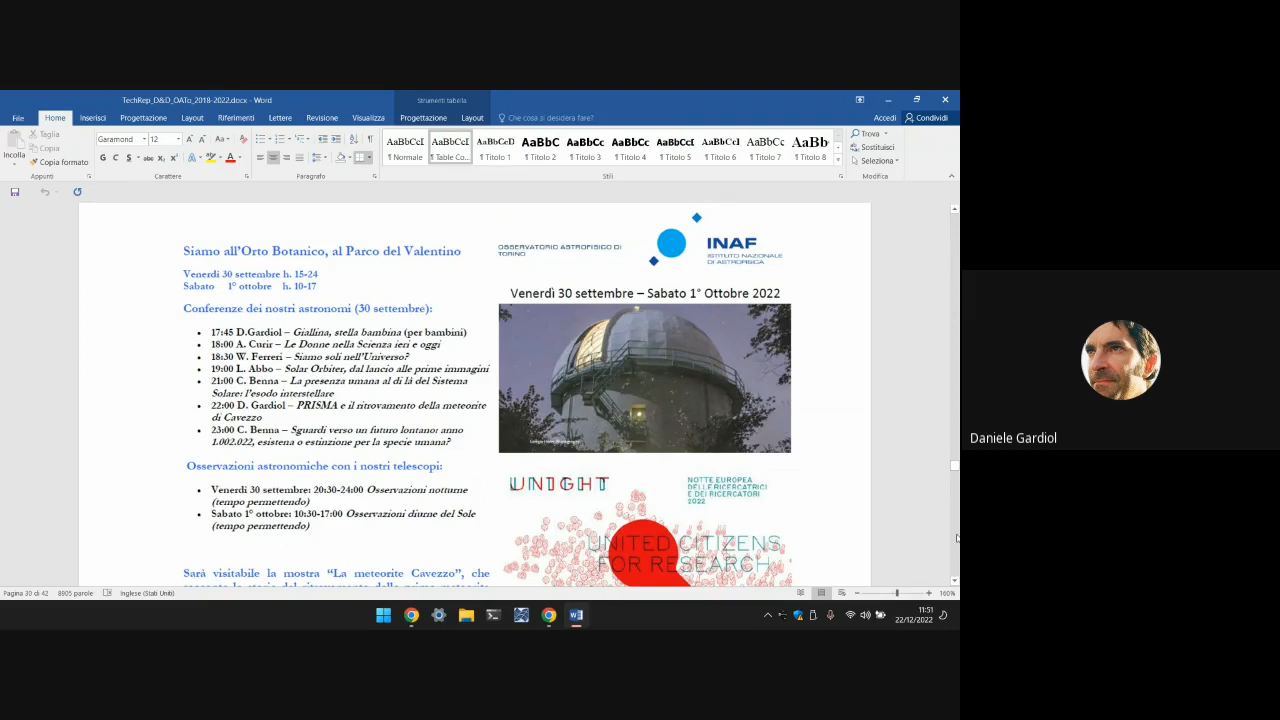 TechRep_D&D_OATo_2018-2022.docx - Word
Strumenti tabella
File
Home
Inserisci
Progettazione
Layout
Riferimenti
Lettere
Revisione
Visualizza
Progettazione
Layout
Che cosa si desidera fare?
Accedi
Condividi
Incolla
Taglia
Copia
Copia formato
Appunti
Garamond
12
Carattere
Paragrafo
¶ Normale
¶ Table Co...
¶ Titolo 1
¶ Titolo 2
¶ Titolo 3
¶ Titolo 4
¶ Titolo 5
¶ Titolo 6
¶ Titolo 7
¶ Titolo 8
Stili
Trova
Sostituisci
Seleziona
Modifica
Siamo all'Orto Botanico, al Parco del Valentino
Venerdì 30 settembre h. 15-24
Sabato 1° ottobre h. 10-17
Conferenze dei nostri astronomi (30 settembre):
• 17:45 D.Gardiol – Giallina, stella bambina (per bambini)
• 18:00 A. Curir – Le Donne nella Scienza ieri e oggi
• 18:30 W. Ferreri – Siamo soli nell'Universo?
• 19:00 L. Abbo – Solar Orbiter, dal lancio alle prime immagini
• 21:00 C. Benna – La presenza umana al di là del Sistema
Solare: l'esodo interstellare
• 22:00 D. Gardiol – PRISMA e il ritrovamento della meteorite
di Cavezzo
• 23:00 C. Benna – Sguardi verso un futuro lontano: anno
1.002.022, esistena o estinzione per la specie umana?
Osservazioni astronomiche con i nostri telescopi:
• Venerdì 30 settembre: 20:30-24:00 Osservazioni notturne
(tempo permettendo)
• Sabato 1° ottobre: 10:30-17:00 Osservazioni diurne del Sole
(tempo permettendo)
Sarà visitabile la mostra “La meteorite Cavezzo”, che
OSSERVATORIO ASTROFISICO DI
TORINO
INAF
ISTITUTO NAZIONALE
DI ASTROFISICA
Venerdì 30 settembre – Sabato 1° Ottobre 2022
UNIGHT
NOTTE EUROPEA
DELLE RICERCATRICI
E DEI RICERCATORI
2022
UNITED CITIZENS
FOR RESEARCH
Pagina 30 di 42
8905 parole
Inglese (Stati Uniti)
160%
11:51
22/12/2022
Daniele Gardiol